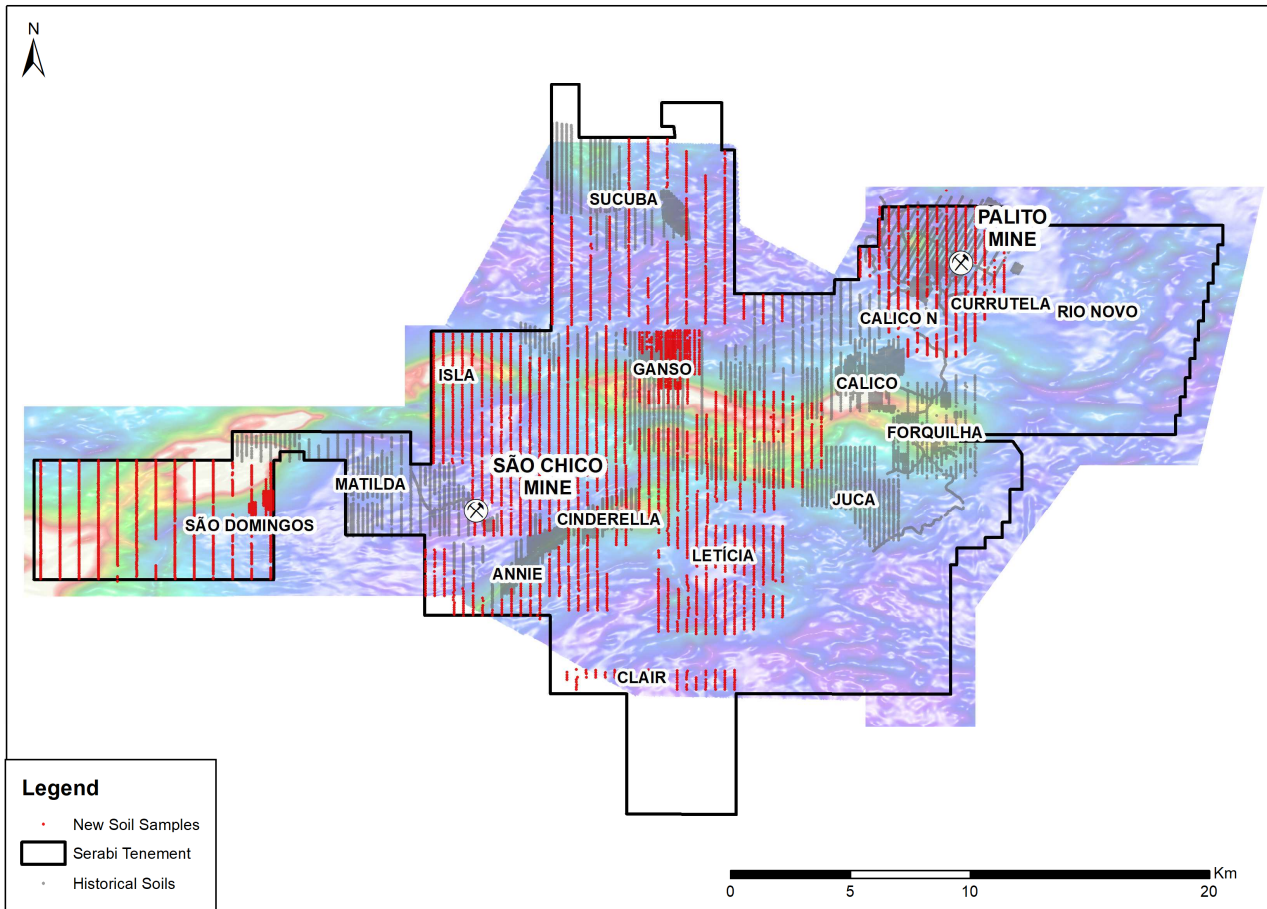 N
SUCUBA
PALITO
MINE
CURRUTELA
RIO NOVO
CALICO N
ISLA
GANSO
CALICO
FORQUILHA
SÃO CHICO
MINE
MATILDA
JUCA
CINDERELLA
SÃO DOMINGOS
LETÍCIA
ANNIE
CLAIR
Legend
New Soil Samples
Serabi Tenement
Historical Soils
Km
0 5 10 20